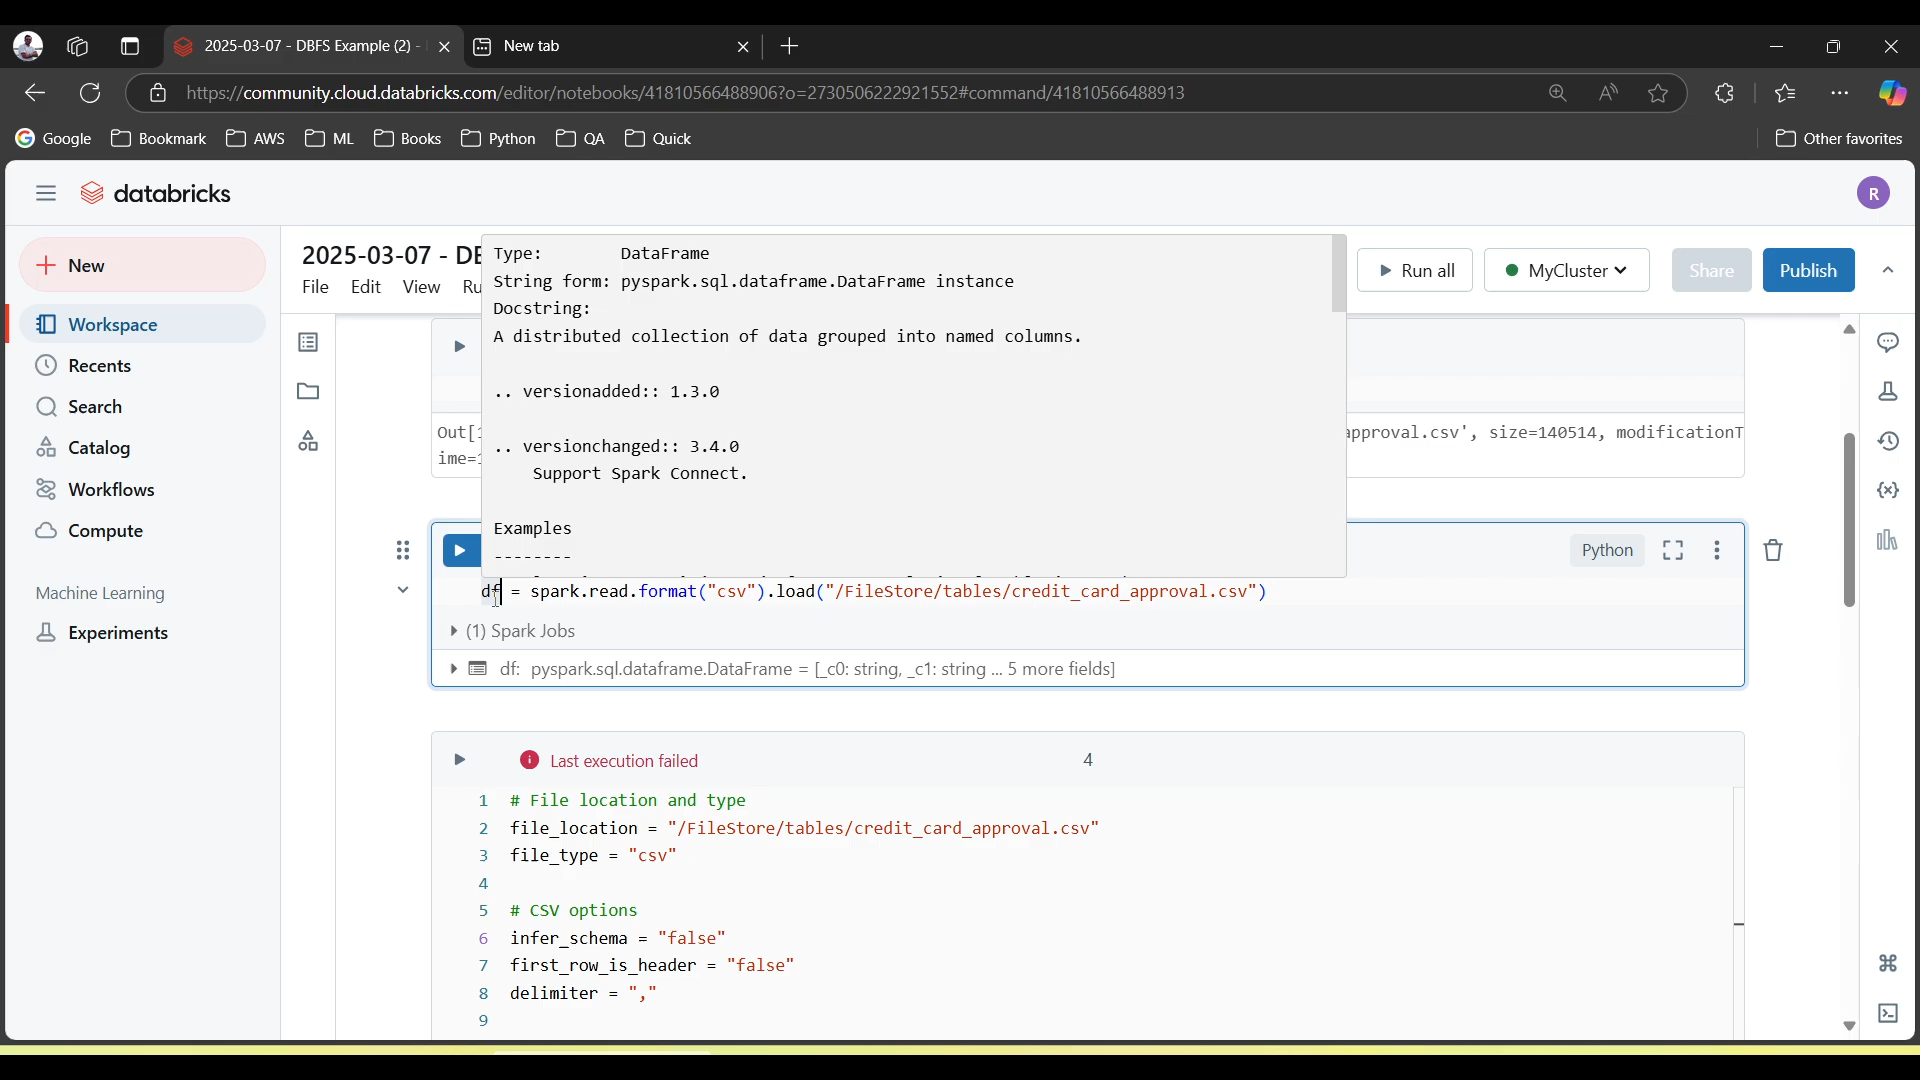 2025-03-07 - DBFS Example (2) -
New tab
https://community.cloud.databricks.com/editor/notebooks/418105664889​06?o=2730506222921552#command/41810566488913
Google
Bookmark
AWS
ML
Books
Python
QA
Quick
Other favorites
databricks
R
New
Workspace
Recents
Search
Catalog
Workflows
Compute
Machine Learning
Experiments
2025-03-07 - DB
File Edit View Ru
Run all
MyCluster
Share
Publish
Type: DataFrame
String form: pyspark.sql.dataframe.DataFrame instance
Docstring:
A distributed collection of data grouped into named columns.
.. versionadded:: 1.3.0
.. versionchanged:: 3.4.0
Support Spark Connect.
Examples
--------
Out[1
approval.csv', size=140514, modificationT
ime=1
Python
df = spark.read.format("csv").load("/FileStore/tables/credit_card_approval.csv")
(1) Spark Jobs
df: pyspark.sql.dataframe.DataFrame = [_c0: string, _c1: string ... 5 more fields]
Last execution failed
4
1 # File location and type
2 file_location = "/FileStore/tables/credit_card_approval.csv"
3 file_type = "csv"
4
5 # CSV options
6 infer_schema = "false"
7 first_row_is_header = "false"
8 delimiter = ","
9